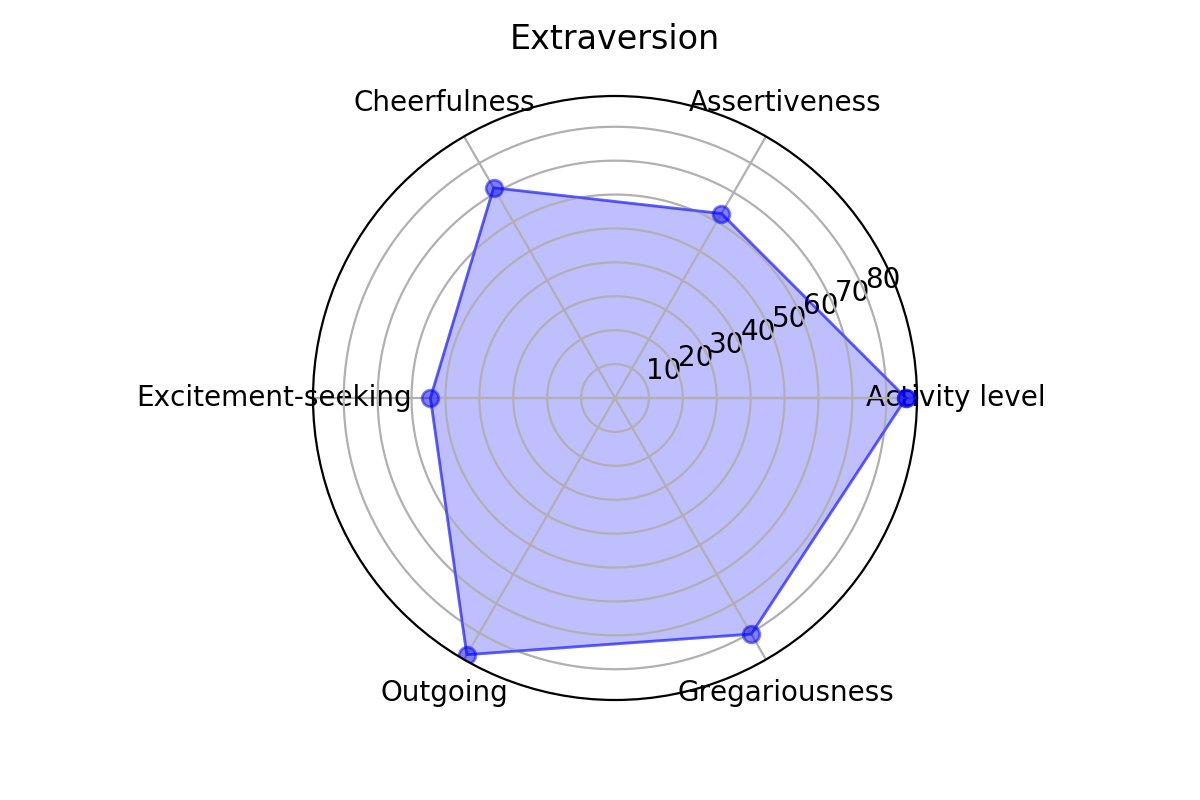 Extraversion
Cheerfulness
Assertiveness
80
70
60
50
40
30
20
10
Excitement-seeking
Activity level
Outgoing
Gregariousness